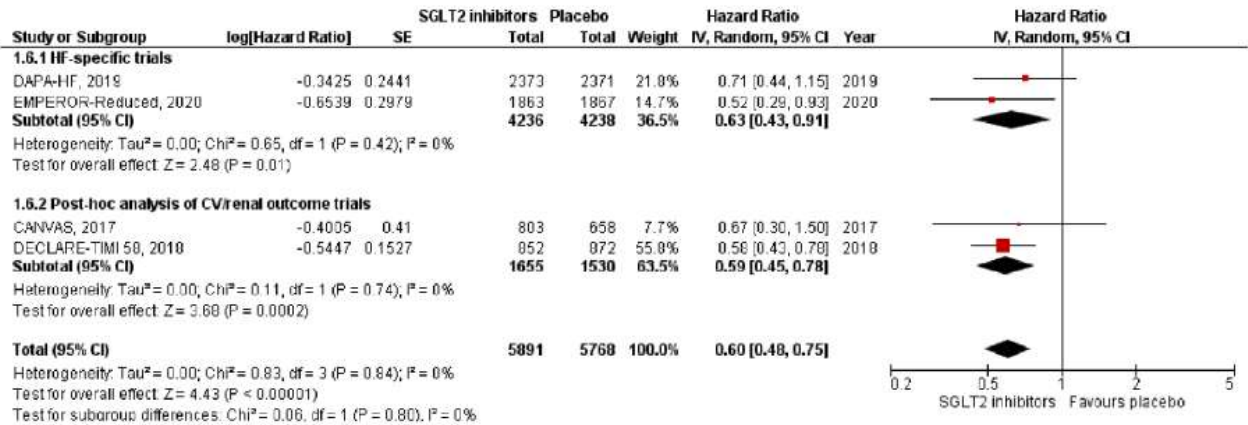 SGLT2 inhibitors Placebo Hazard Ratio Hazard Ratio
Study or Subgroup log[Hazard Ratio] SE Total Total Weight IV, Random, 95% CI Year IV, Random, 95% CI
1.6.1 HF-specific trials
DAPA-HF, 2019 -0.3425 0.2441 2373 2371 21.8% 0.71 [0.44, 1.15] 2019
EMPEROR-Reduced, 2020 -0.6539 0.2979 1863 1867 14.7% 0.52 [0.29, 0.93] 2020
Subtotal (95% CI) 4236 4238 36.5% 0.63 [0.43, 0.91]
Heterogeneity: Tau² = 0.00; Chi² = 0.65, df = 1 (P = 0.42); I² = 0%
Test for overall effect: Z = 2.48 (P = 0.01)
1.6.2 Post-hoc analysis of CV/renal outcome trials
CANVAS, 2017 -0.4005 0.41 803 658 7.7% 0.67 [0.30, 1.50] 2017
DECLARE-TIMI 58, 2018 -0.5447 0.1527 852 872 55.8% 0.58 [0.43, 0.78] 2018
Subtotal (95% CI) 1655 1530 63.5% 0.59 [0.45, 0.78]
Heterogeneity: Tau² = 0.00; Chi² = 0.11, df = 1 (P = 0.74); I² = 0%
Test for overall effect: Z = 3.68 (P = 0.0002)
Total (95% CI) 5891 5768 100.0% 0.60 [0.48, 0.75]
Heterogeneity: Tau² = 0.00; Chi² = 0.83, df = 3 (P = 0.84); I² = 0%
Test for overall effect: Z = 4.43 (P < 0.00001)
Test for subgroup differences: Chi² = 0.06, df = 1 (P = 0.80), I² = 0%
0.2 0.5 1 2 5
SGLT2 inhibitors Favours placebo